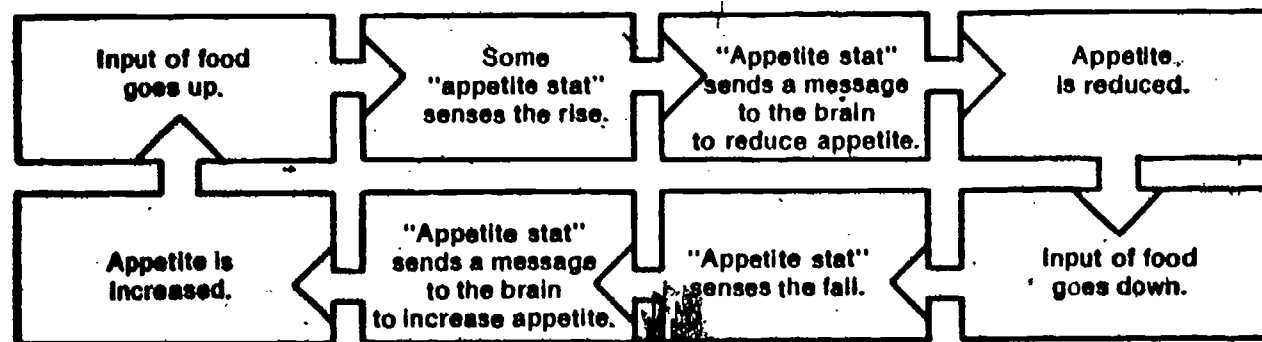 Input of food
goes up.
Some
"appetite stat"
senses the rise.
"Appetite stat"
sends a message
to the brain
to reduce appetite.
Appetite
is reduced.
Input of food
goes down.
"Appetite stat"
senses the fall.
"Appetite stat"
sends a message
to the brain
to increase appetite.
Appetite is
increased.